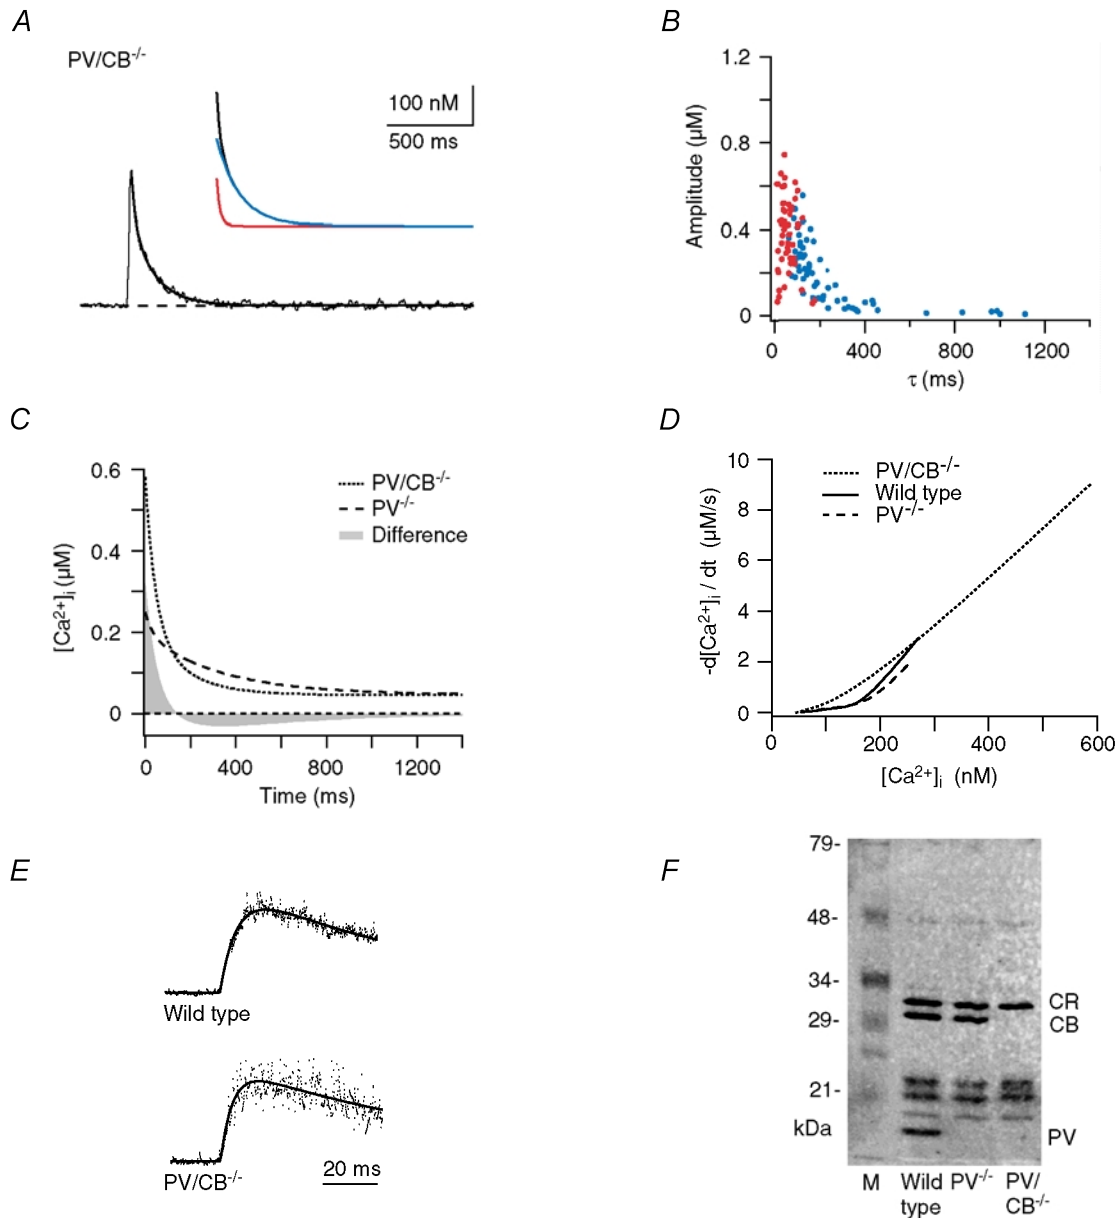 A
PV/CB-/-
100 nM
500 ms
B
1.2
0.8
0.4
0
Amplitude (µM)
0 400 800 1200
τ (ms)
C
0.6
0.4
0.2
0
[Ca2+]i (µM)
PV/CB-/-
PV-/-
Difference
0 400 800 1200
Time (ms)
D
10
8
6
4
2
0
-d[Ca2+]i / dt (µM/s)
PV/CB-/-
Wild type
PV-/-
0 200 400 600
[Ca2+]i (nM)
E
Wild type
20 ms
PV/CB-/-
F
79-
48-
34-
29-
21-
kDa
CR
CB
PV
M Wild type PV-/- PV/CB-/-